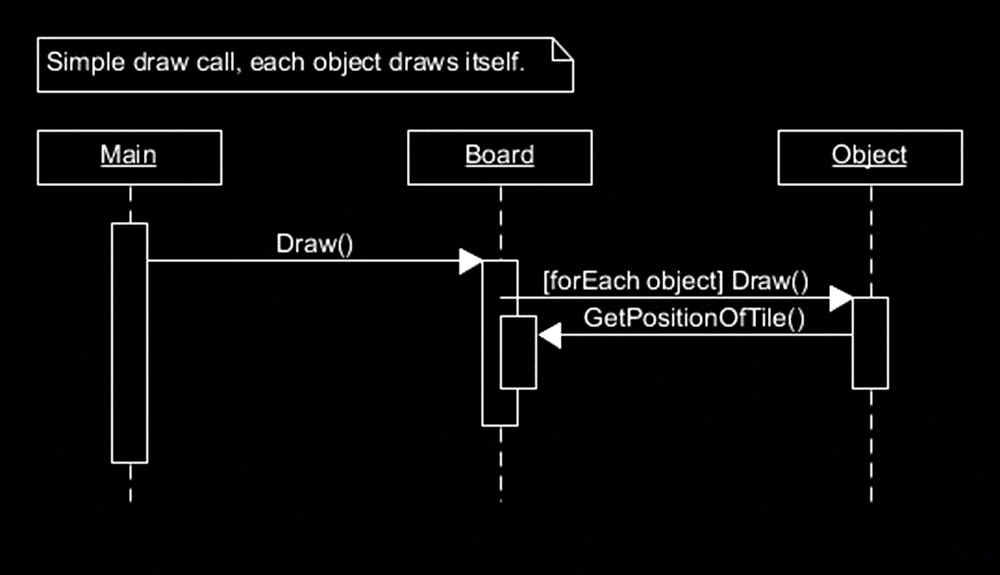 Simple draw call, each object draws itself.
Main
Board
Object
Draw()
[forEach object] Draw()
GetPositionOfTile()